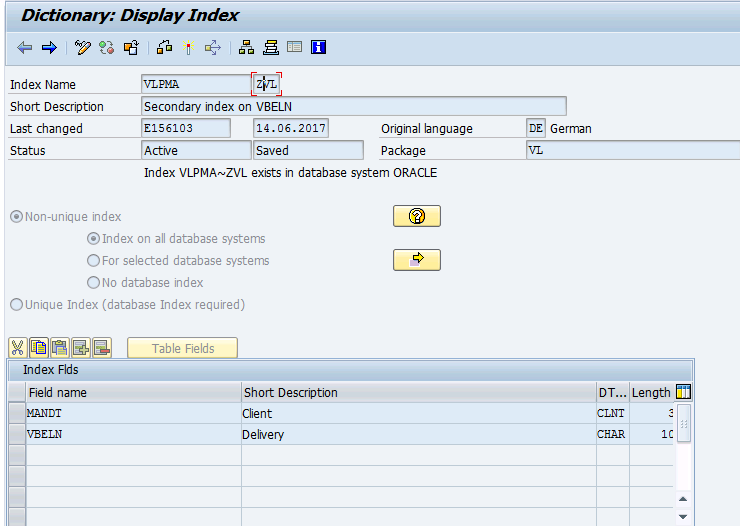 Dictionary: Display Index
Index Name VLPMA ZVL
Short Description Secondary index on VBELN
Last changed E156103 14.06.2017 Original language DE German
Status Active Saved Package VL
Index VLPMA~ZVL exists in database system ORACLE
Non-unique index
Index on all database systems
For selected database systems
No database index
Unique Index (database Index required)
Table Fields
Index Flds
Field name Short Description DT... Length
MANDT Client CLNT 3
VBELN Delivery CHAR 10